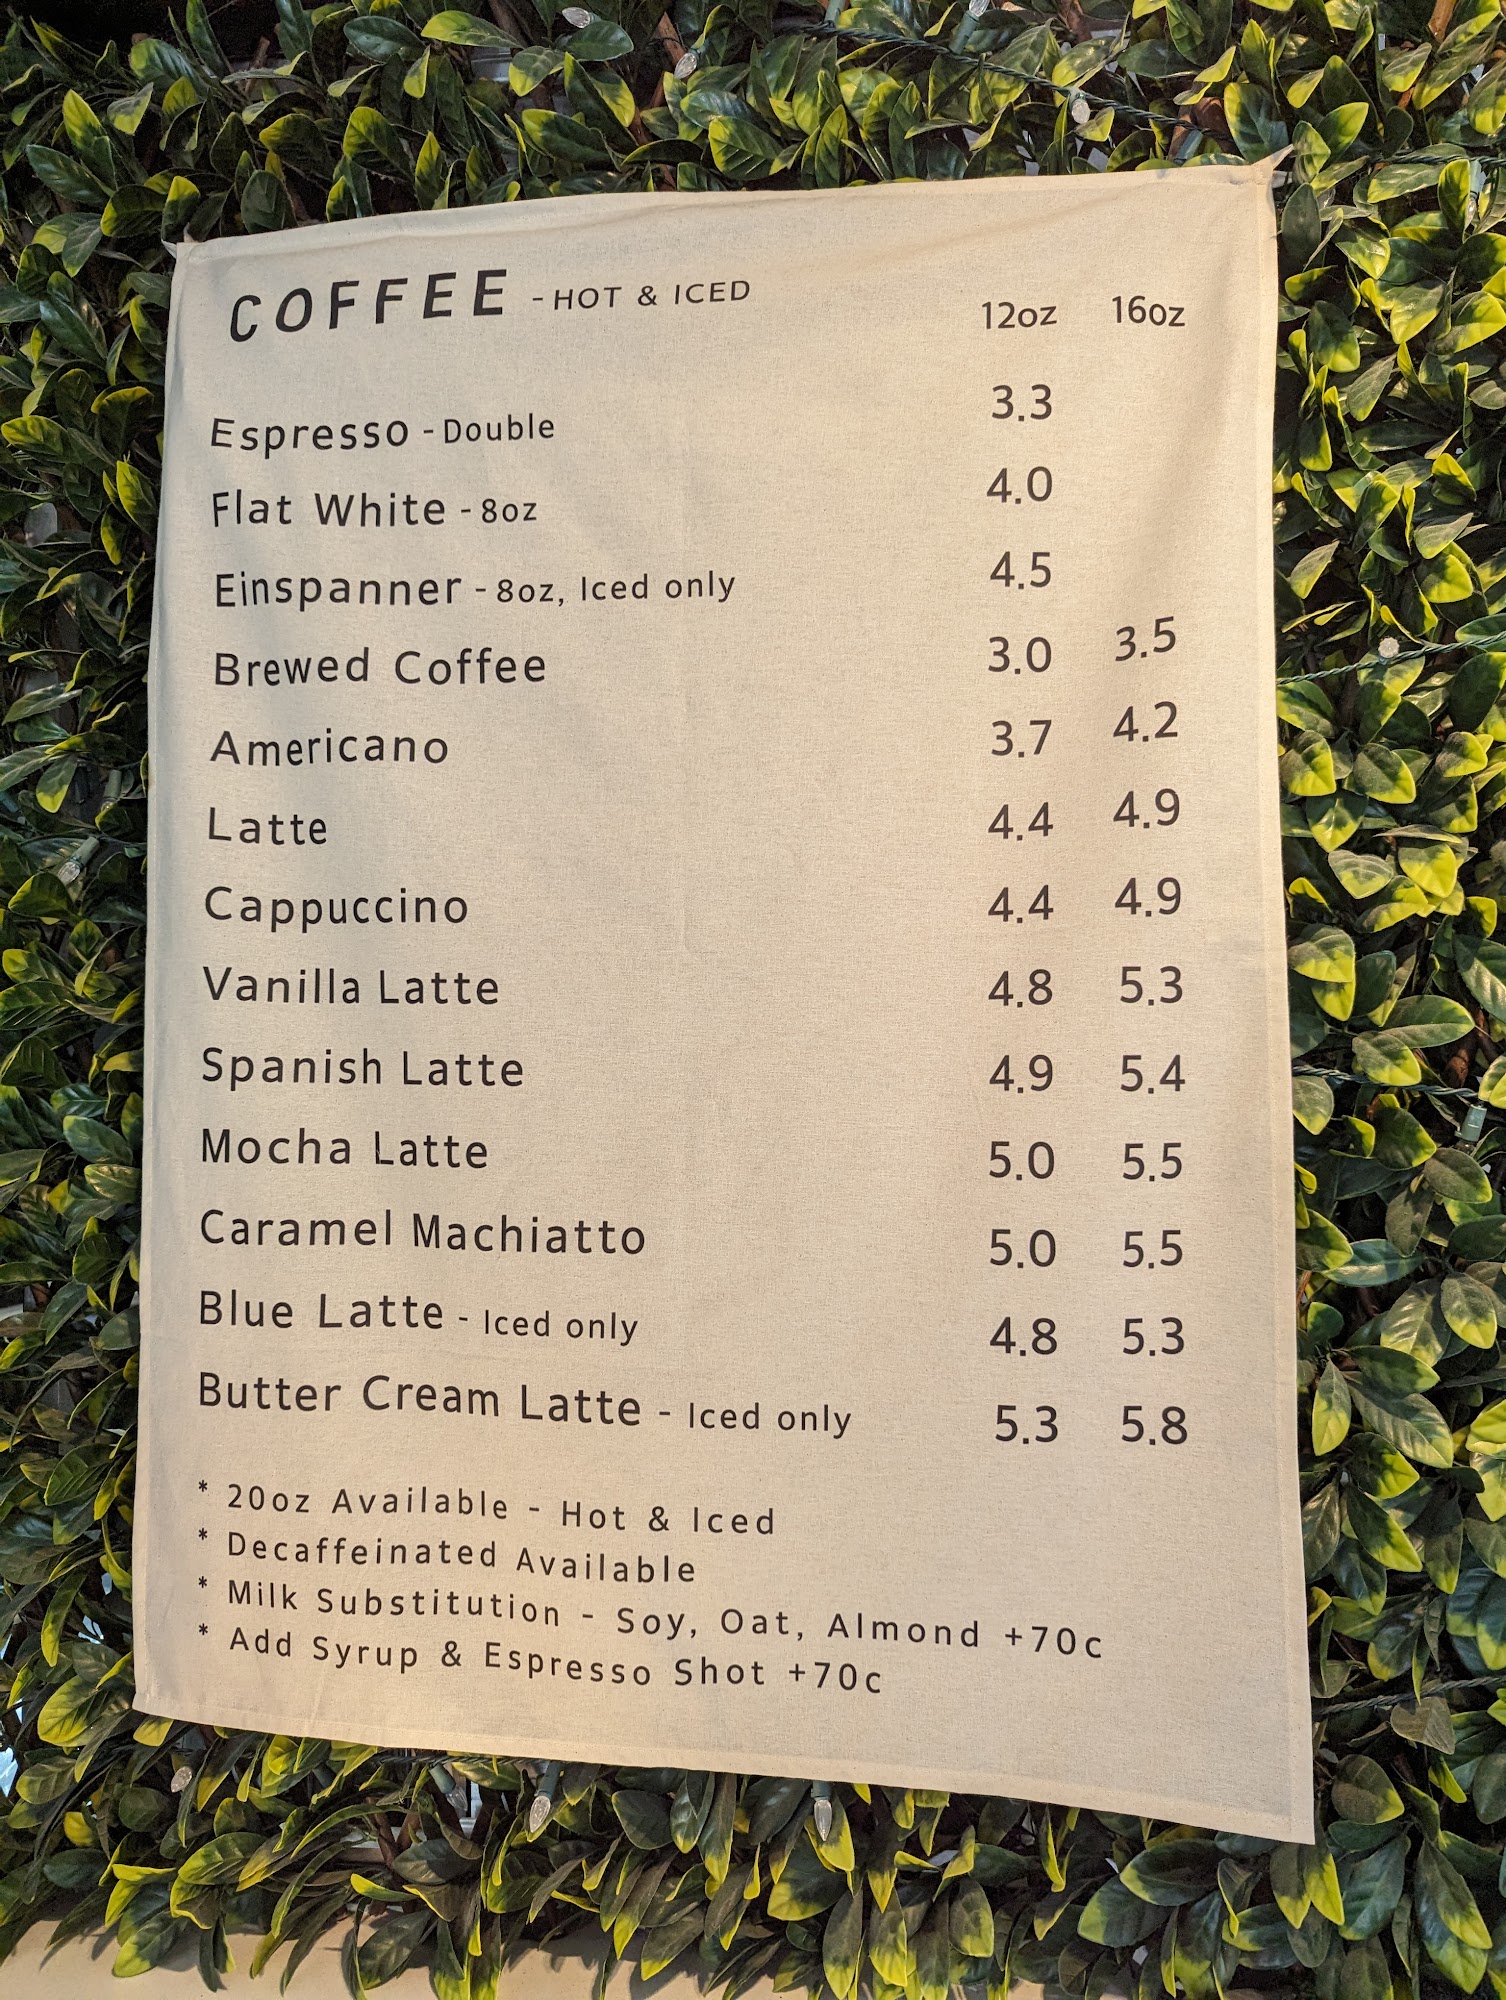 COFFEE - HOT & ICED 12oz 16oz
Espresso - Double 3.3
Flat White - 8oz 4.0
Einspanner - 8oz, Iced only 4.5
Brewed Coffee 3.0 3.5
Americano 3.7 4.2
Latte 4.4 4.9
Cappuccino 4.4 4.9
Vanilla Latte 4.8 5.3
Spanish Latte 4.9 5.4
Mocha Latte 5.0 5.5
Caramel Machiatto 5.0 5.5
Blue Latte - Iced only 4.8 5.3
Butter Cream Latte - Iced only 5.3 5.8
* 20oz Available - Hot & Iced
* Decaffeinated Available
* Milk Substitution - Soy, Oat, Almond +70c
* Add Syrup & Espresso Shot +70c